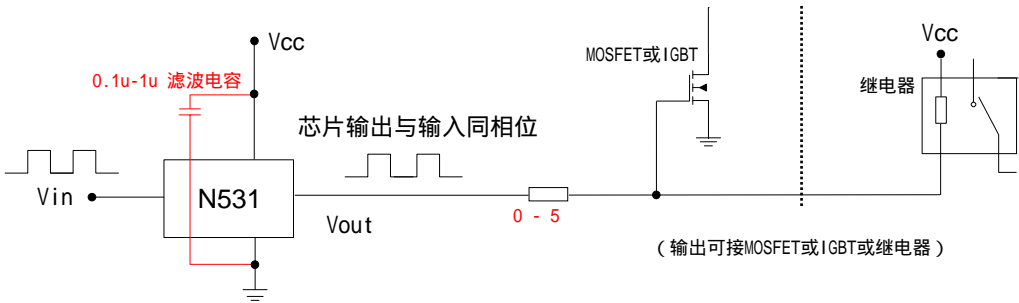 Vcc
0.1u-1u 滤波电容
MOSFET或IGBT
Vcc
继电器
芯片输出与输入同相位
Vin
N531
Vout
0 - 5
(输出可接MOSFET或IGBT或继电器)